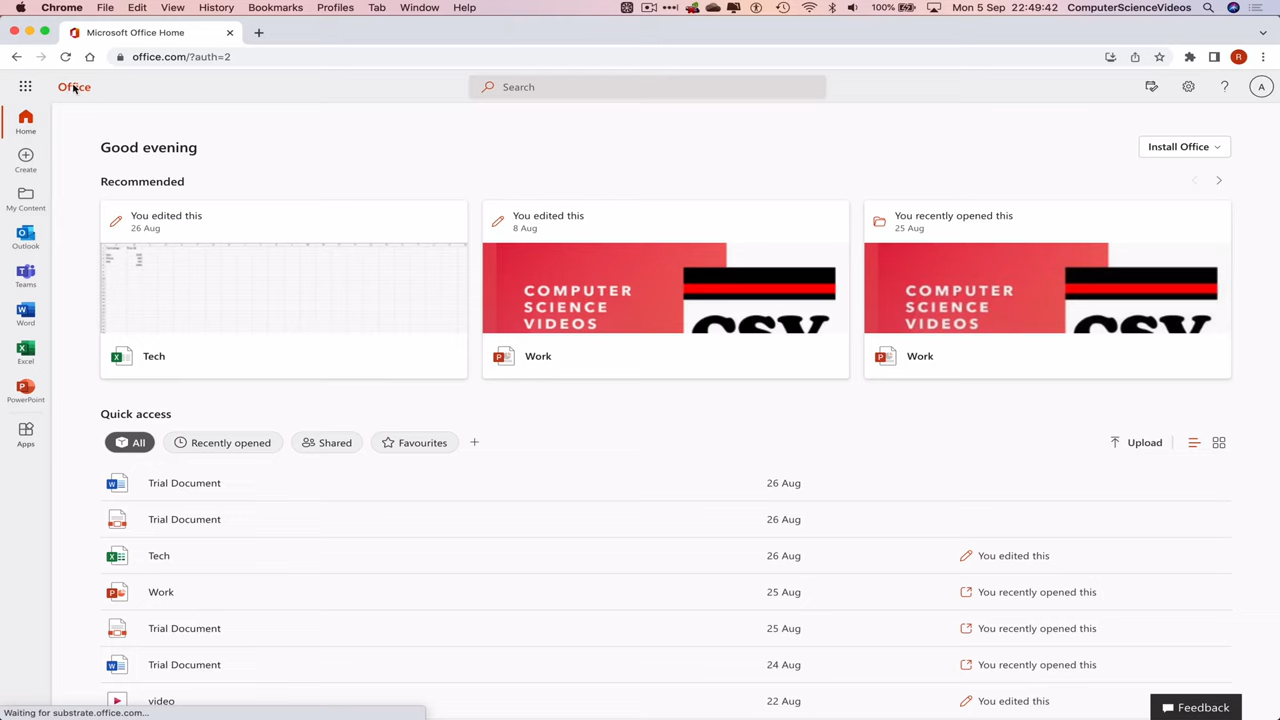 Chrome File Edit View History Bookmarks Profiles Tab Window Help 100% Mon 5 Sep 22:49:42 ComputerScienceVideos
Microsoft Office Home
office.com/?auth=2 R
Office Search A
Home
Create
My Content
Outlook
Teams
Word
Excel
PowerPoint
Apps
Good evening Install Office
Recommended
You edited this
26 Aug
Tech
You edited this
8 Aug
COMPUTER
SCIENCE
VIDEOS
CSV
Work
You recently opened this
25 Aug
COMPUTER
SCIENCE
VIDEOS
CSV
Work
Quick access
All Recently opened Shared Favourites Upload
Trial Document 26 Aug
Trial Document 26 Aug
Tech 26 Aug You edited this
Work 25 Aug You recently opened this
Trial Document 25 Aug You recently opened this
Trial Document 24 Aug You recently opened this
video 22 Aug You edited this
Waiting for substrate.office.com...
Feedback